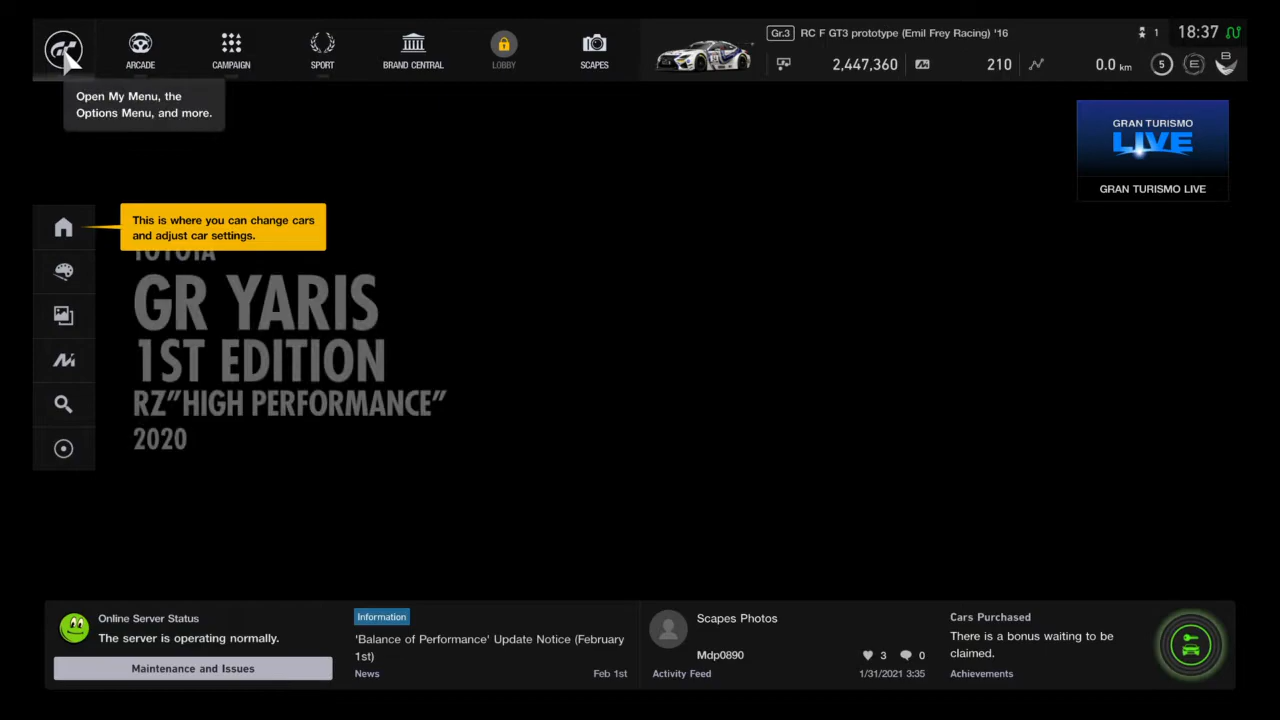 ARCADE
CAMPAIGN
SPORT
BRAND CENTRAL
LOBBY
SCAPES
Gr.3 RC F GT3 prototype (Emil Frey Racing) '16
1 18:37
2,447,360
210
0.0 km
5
E
B
Open My Menu, the
Options Menu, and more.
GRAN TURISMO
LIVE
GRAN TURISMO LIVE
This is where you can change cars
and adjust car settings.
TOYOTA
GR YARIS
1ST EDITION
RZ"HIGH PERFORMANCE"
2020
Online Server Status
The server is operating normally.
Maintenance and Issues
Information
'Balance of Performance' Update Notice (February
1st)
News Feb 1st
Scapes Photos
Mdp0890 3 0
Activity Feed 1/31/2021 3:35
Cars Purchased
There is a bonus waiting to be
claimed.
Achievements